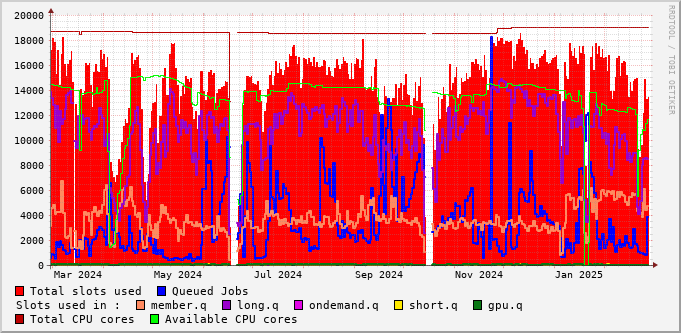 20000
18000
16000
14000
12000
10000
8000
6000
4000
2000
0
Mar 2024 May 2024 Jul 2024 Sep 2024 Nov 2024 Jan 2025
RRDTOOL / TOBI OETIKER
Total slots used Queued Jobs
Slots used in : member.q long.q ondemand.q short.q gpu.q
Total CPU cores Available CPU cores